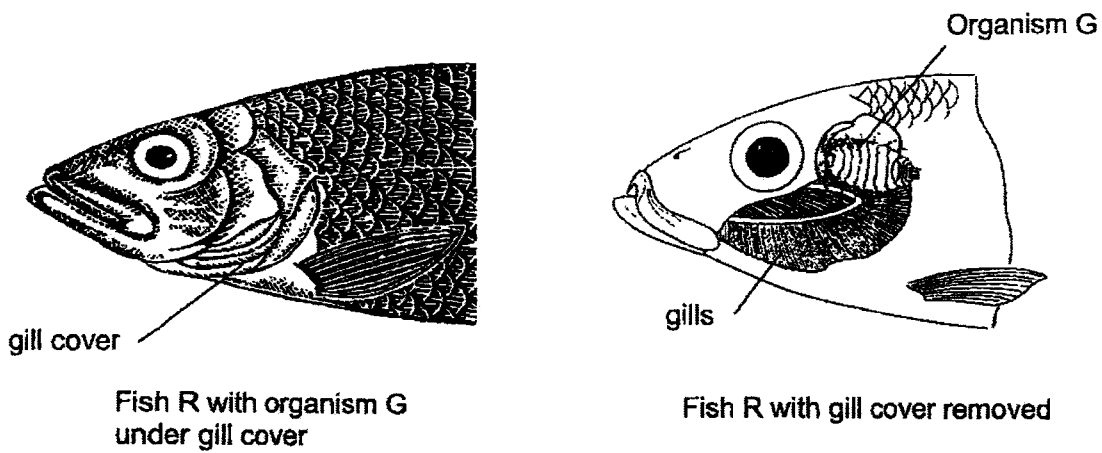 Organism G
gill cover
gills
Fish R with organism G
under gill cover
Fish R with gill cover removed